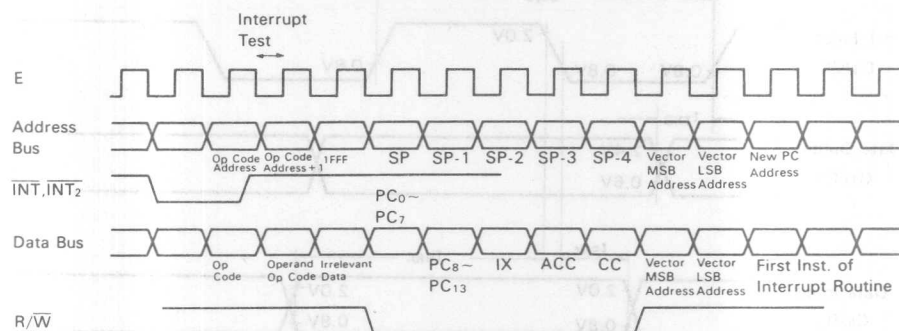 Interrupt
Test
E
Address
Bus
Op Code
Address
Op Code
Address+1
1FFF
SP
SP-1
SP-2
SP-3
SP-4
Vector
MSB
Address
Vector
LSB
Address
New PC
Address
INT, INT2
PC0~
PC7
Data Bus
Op
Code
Operand
Op Code
Irrelevant
Data
PC8~
PC13
IX
ACC
CC
Vector
MSB
Address
Vector
LSB
Address
First Inst. of
Interrupt Routine
R/W